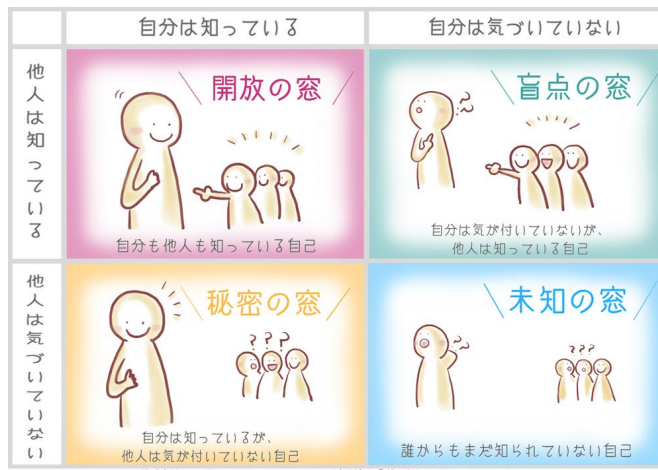 自分は知っている
自分は気づいていない
他人は知っている
開放の窓
自分も他人も知っている自己
盲点の窓
??
自分は気が付いていないが、
他人は知っている自己
他人は気づいていない
秘密の窓
???
自分は知っているが、
他人は気が付いていない自己
未知の窓
??
???
誰からもまだ知られていない自己